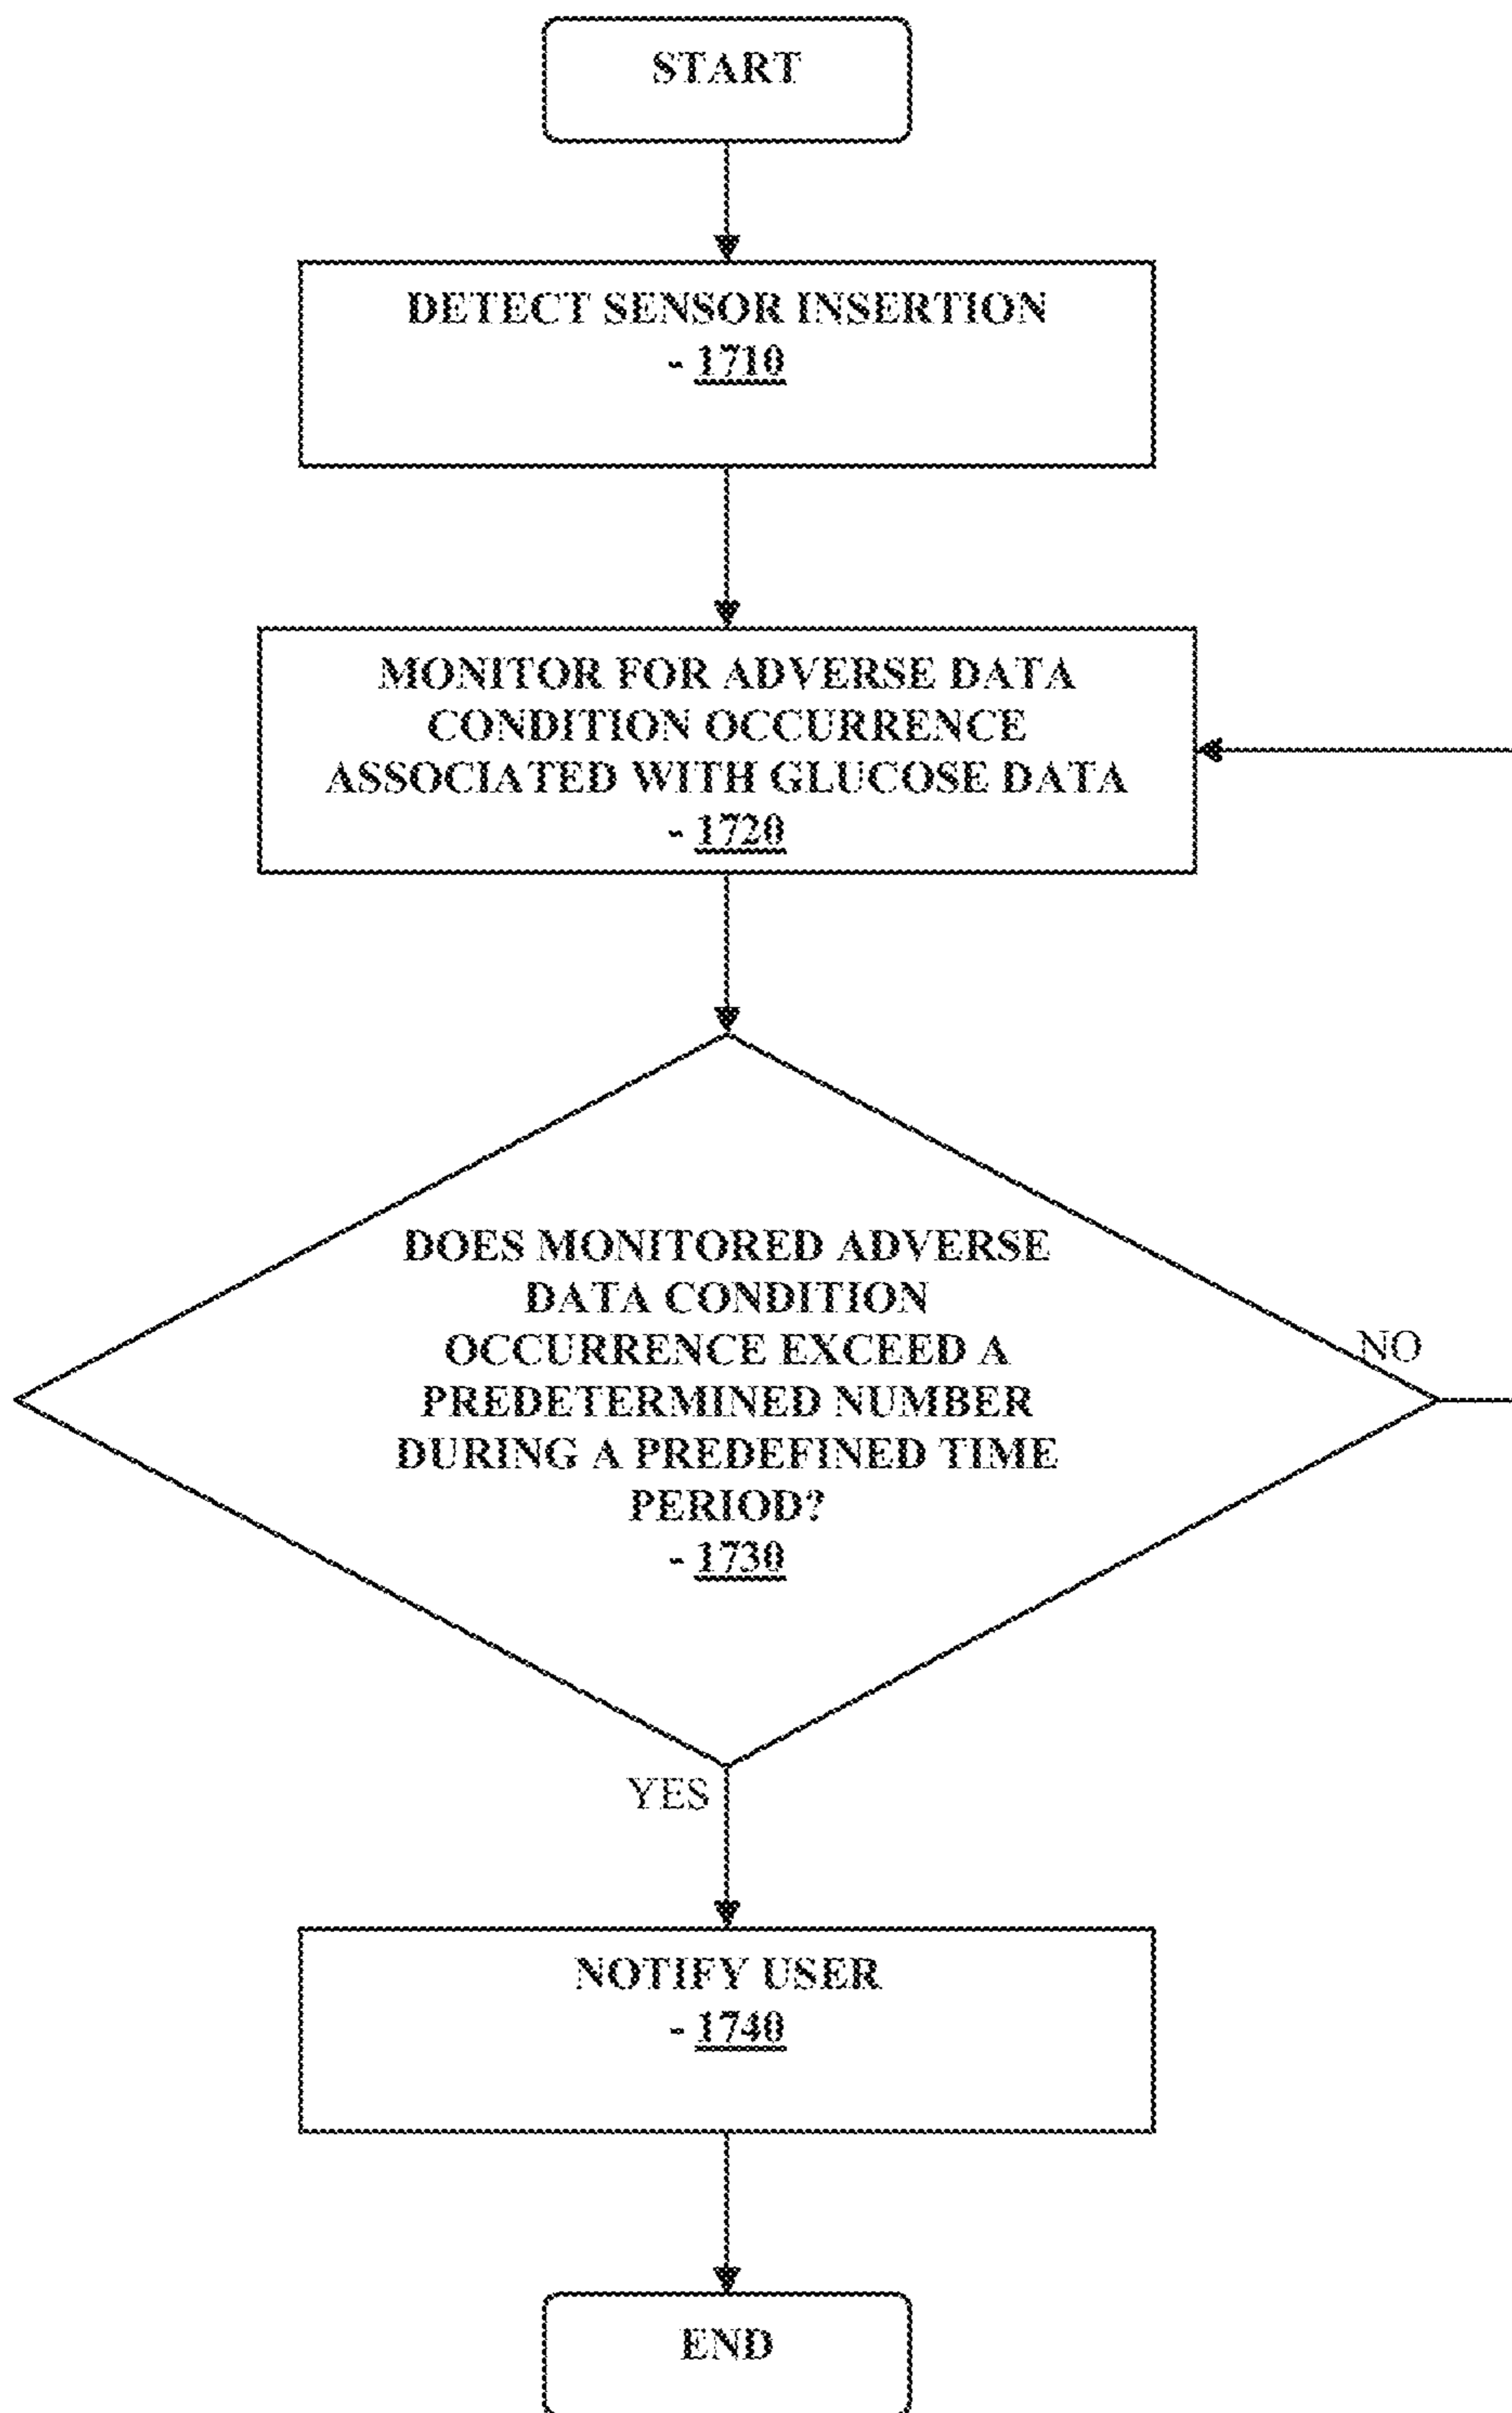 START
DETECT SENSOR INSERTION
- 1710
MONITOR FOR ADVERSE DATA
CONDITION OCCURRENCE
ASSOCIATED WITH GLUCOSE DATA
- 1720
DOES MONITORED ADVERSE
DATA CONDITION
OCCURRENCE EXCEED A
PREDETERMINED NUMBER
DURING A PREDEFINED TIME
PERIOD?
- 1730
NO
YES
NOTIFY USER
- 1740
END